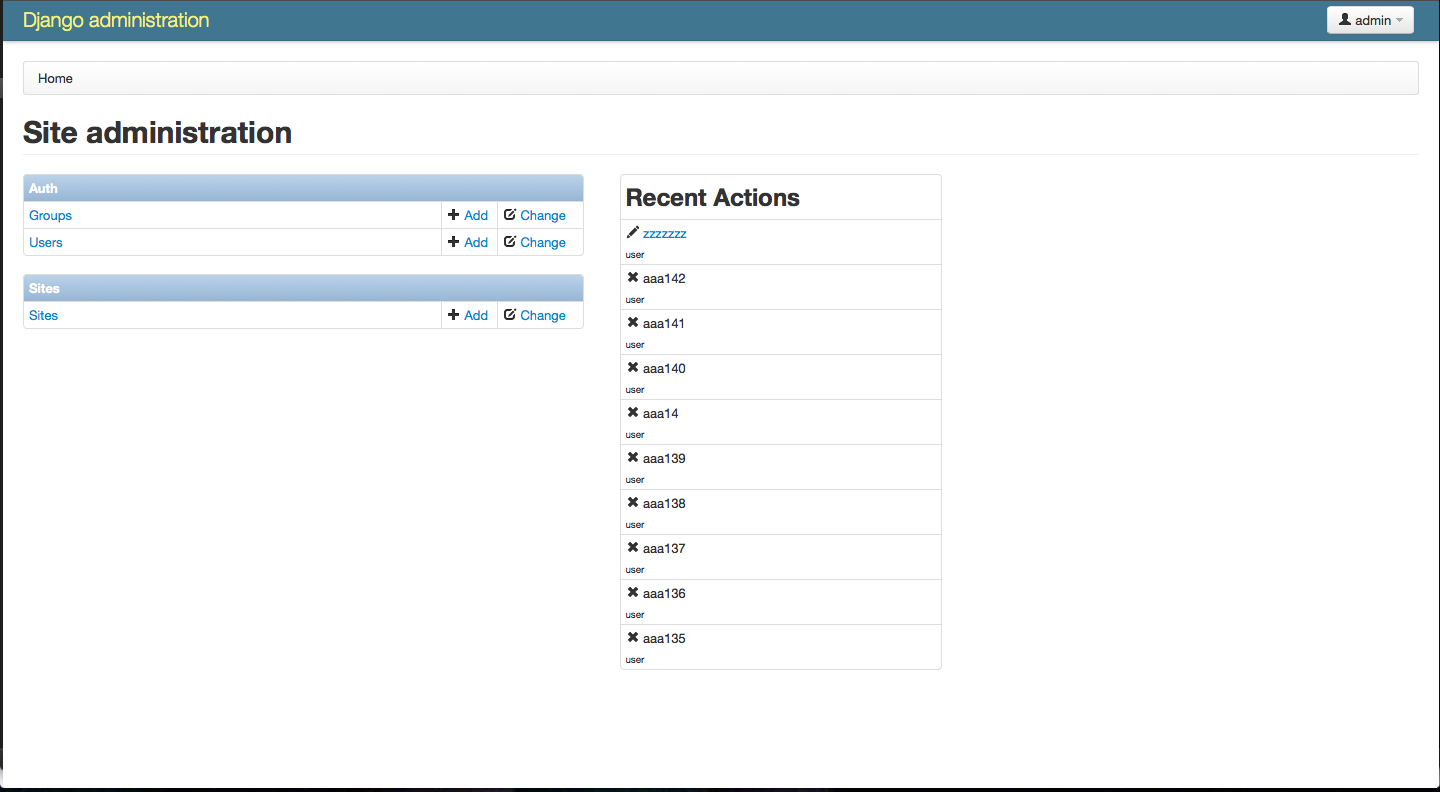 Django administration
admin
Home
Site administration
Auth
Groups Add Change
Users Add Change
Sites
Sites Add Change
Recent Actions
zzzzzzz
user
aaa142
user
aaa141
user
aaa140
user
aaa14
user
aaa139
user
aaa138
user
aaa137
user
aaa136
user
aaa135
user